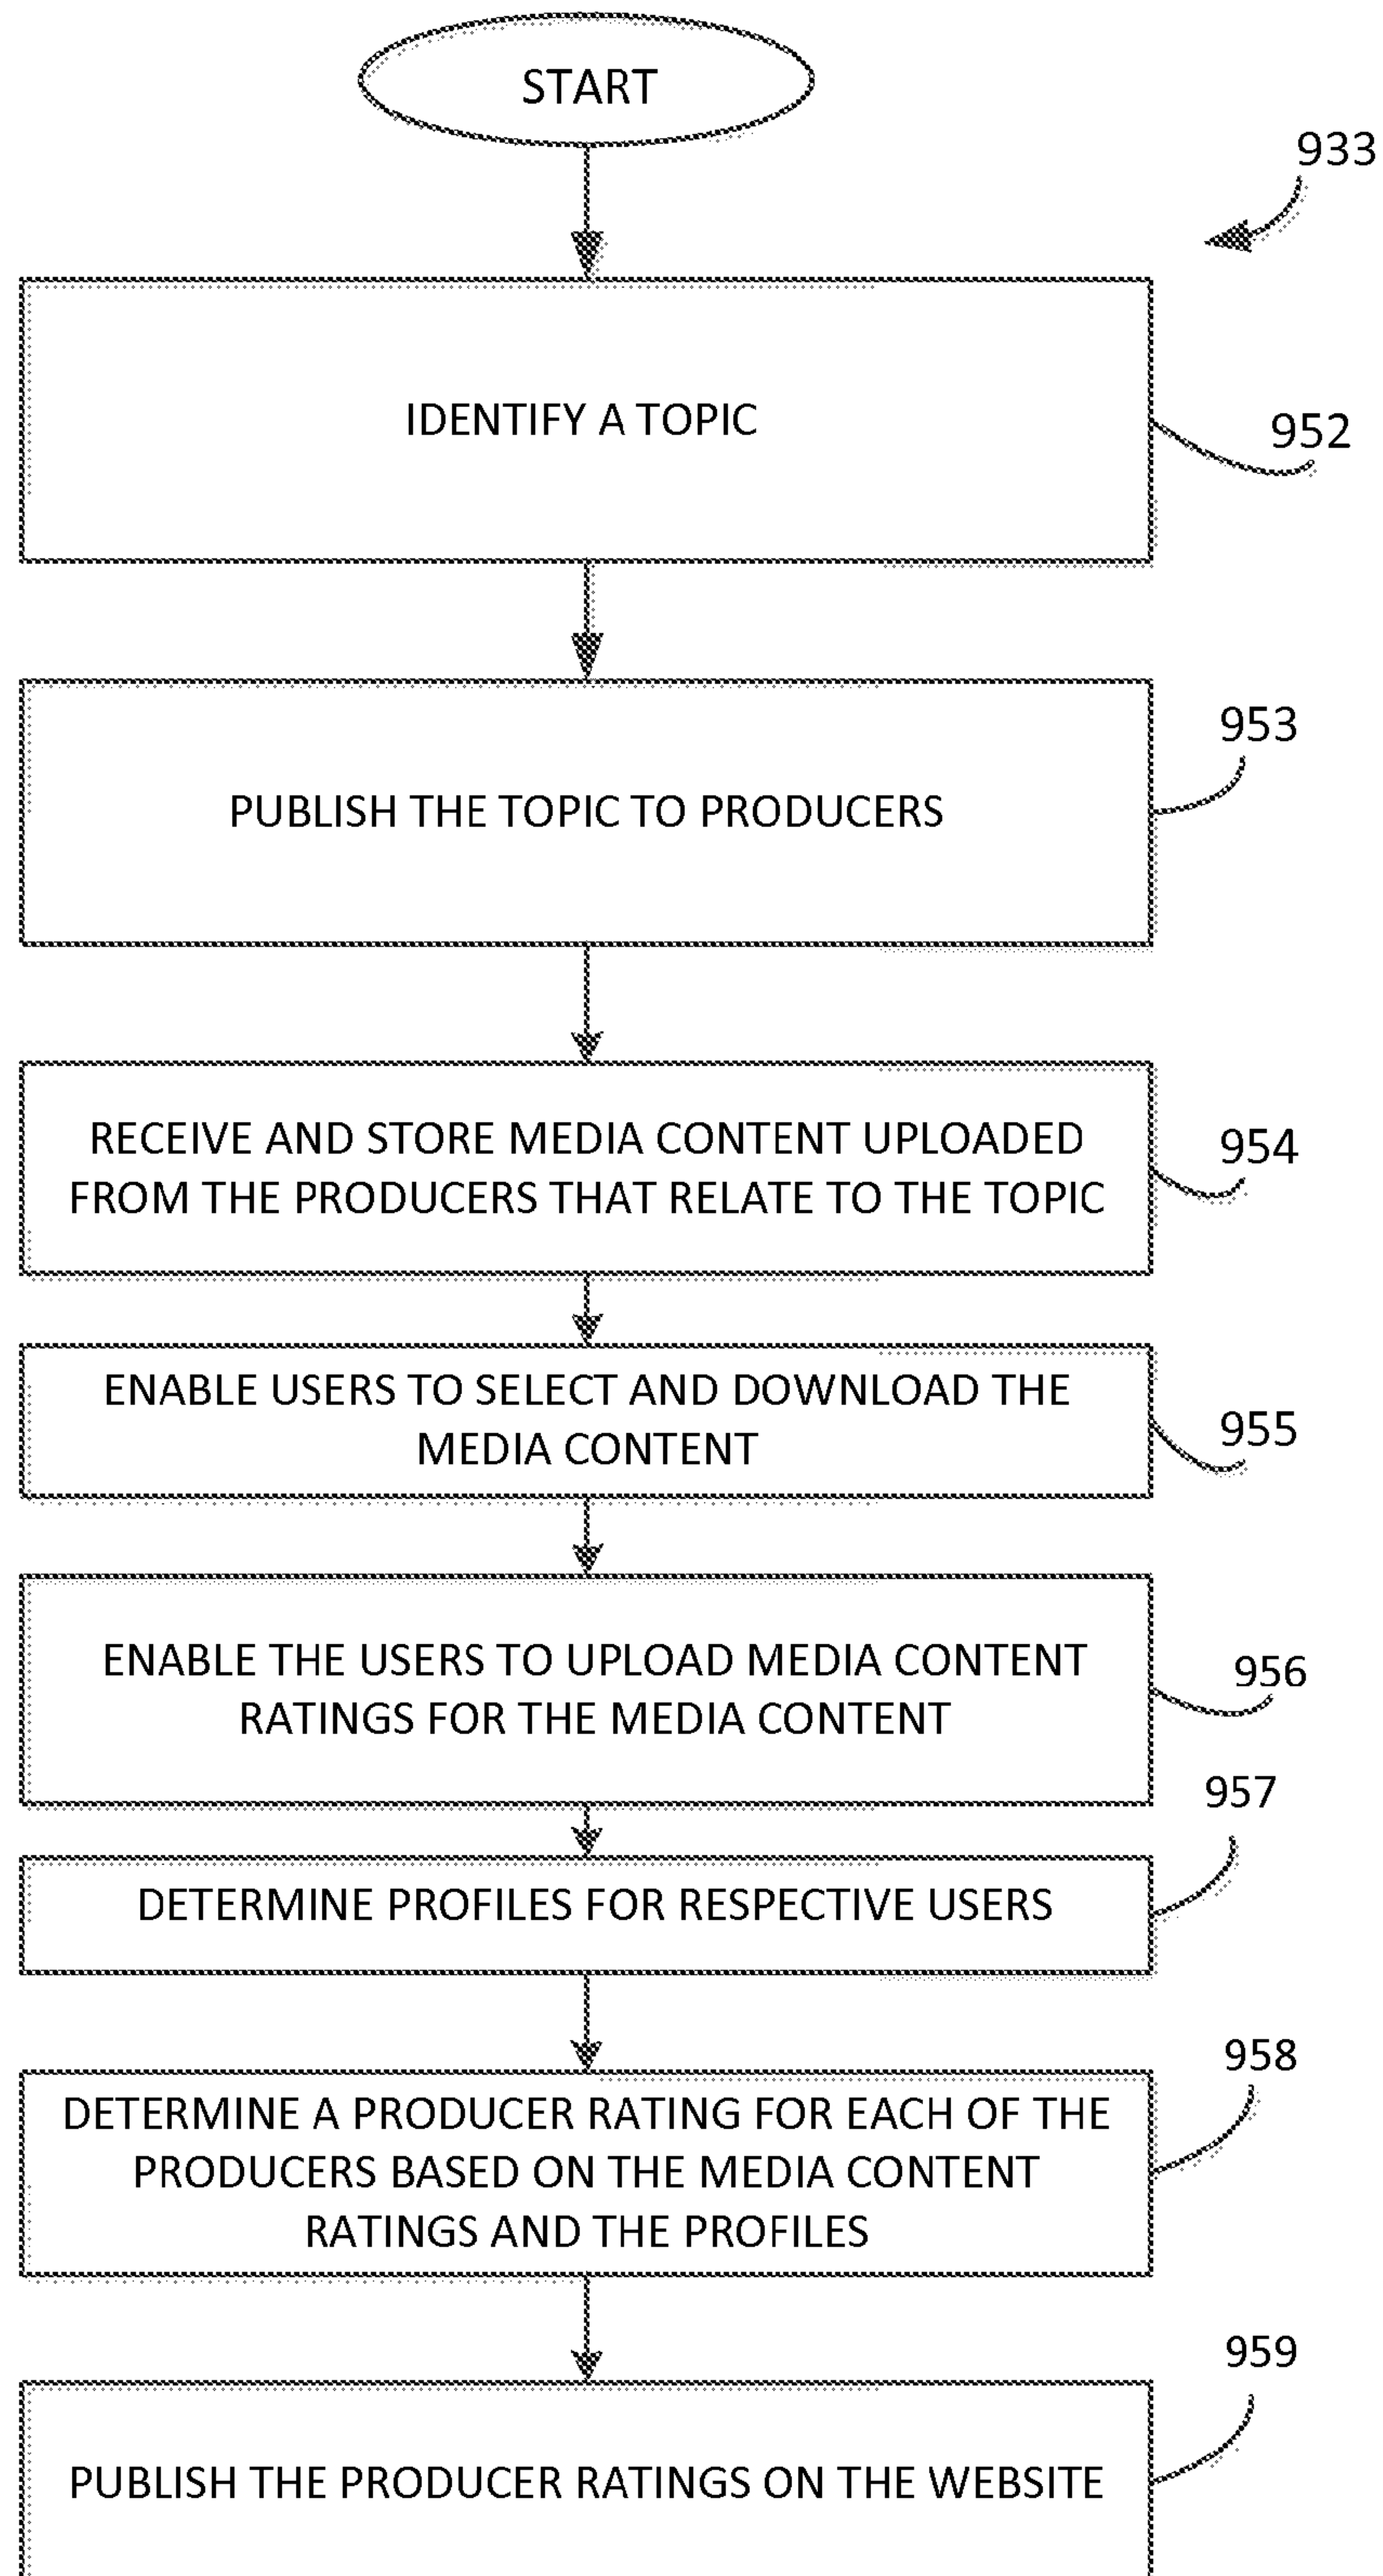 START
933
IDENTIFY A TOPIC
952
PUBLISH THE TOPIC TO PRODUCERS
953
RECEIVE AND STORE MEDIA CONTENT UPLOADED
FROM THE PRODUCERS THAT RELATE TO THE TOPIC
954
ENABLE USERS TO SELECT AND DOWNLOAD THE
MEDIA CONTENT
955
ENABLE THE USERS TO UPLOAD MEDIA CONTENT
RATINGS FOR THE MEDIA CONTENT
956
957
DETERMINE PROFILES FOR RESPECTIVE USERS
958
DETERMINE A PRODUCER RATING FOR EACH OF THE
PRODUCERS BASED ON THE MEDIA CONTENT
RATINGS AND THE PROFILES
959
PUBLISH THE PRODUCER RATINGS ON THE WEBSITE